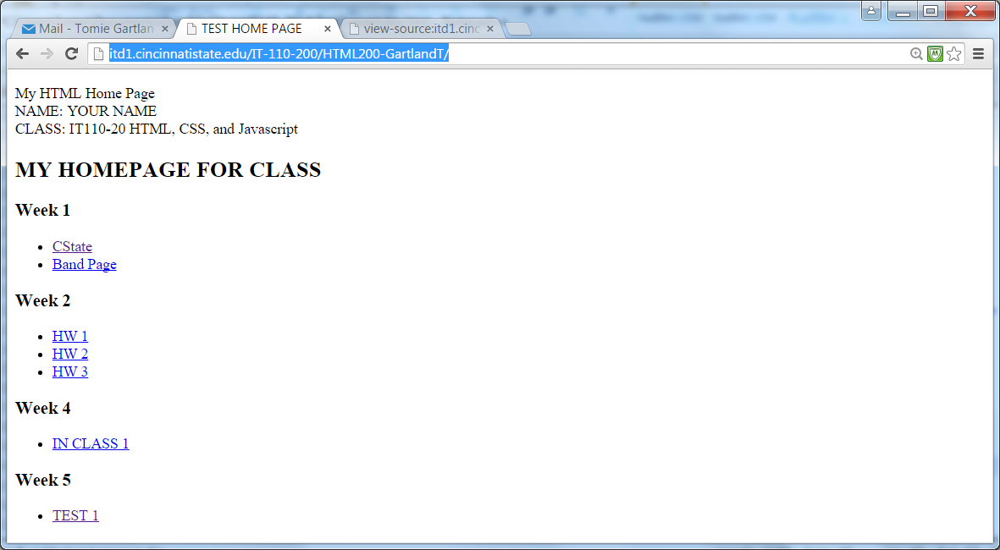 Mail - Tomie Gartlan
TEST HOME PAGE
view-source:itd1.cinc
itd1.cincinnatistate.edu/IT-110-200/HTML200-GartlandT/
My HTML Home Page
NAME: YOUR NAME
CLASS: IT110-20 HTML, CSS, and Javascript
MY HOMEPAGE FOR CLASS
Week 1
CState
Band Page
Week 2
HW 1
HW 2
HW 3
Week 4
IN CLASS 1
Week 5
TEST 1